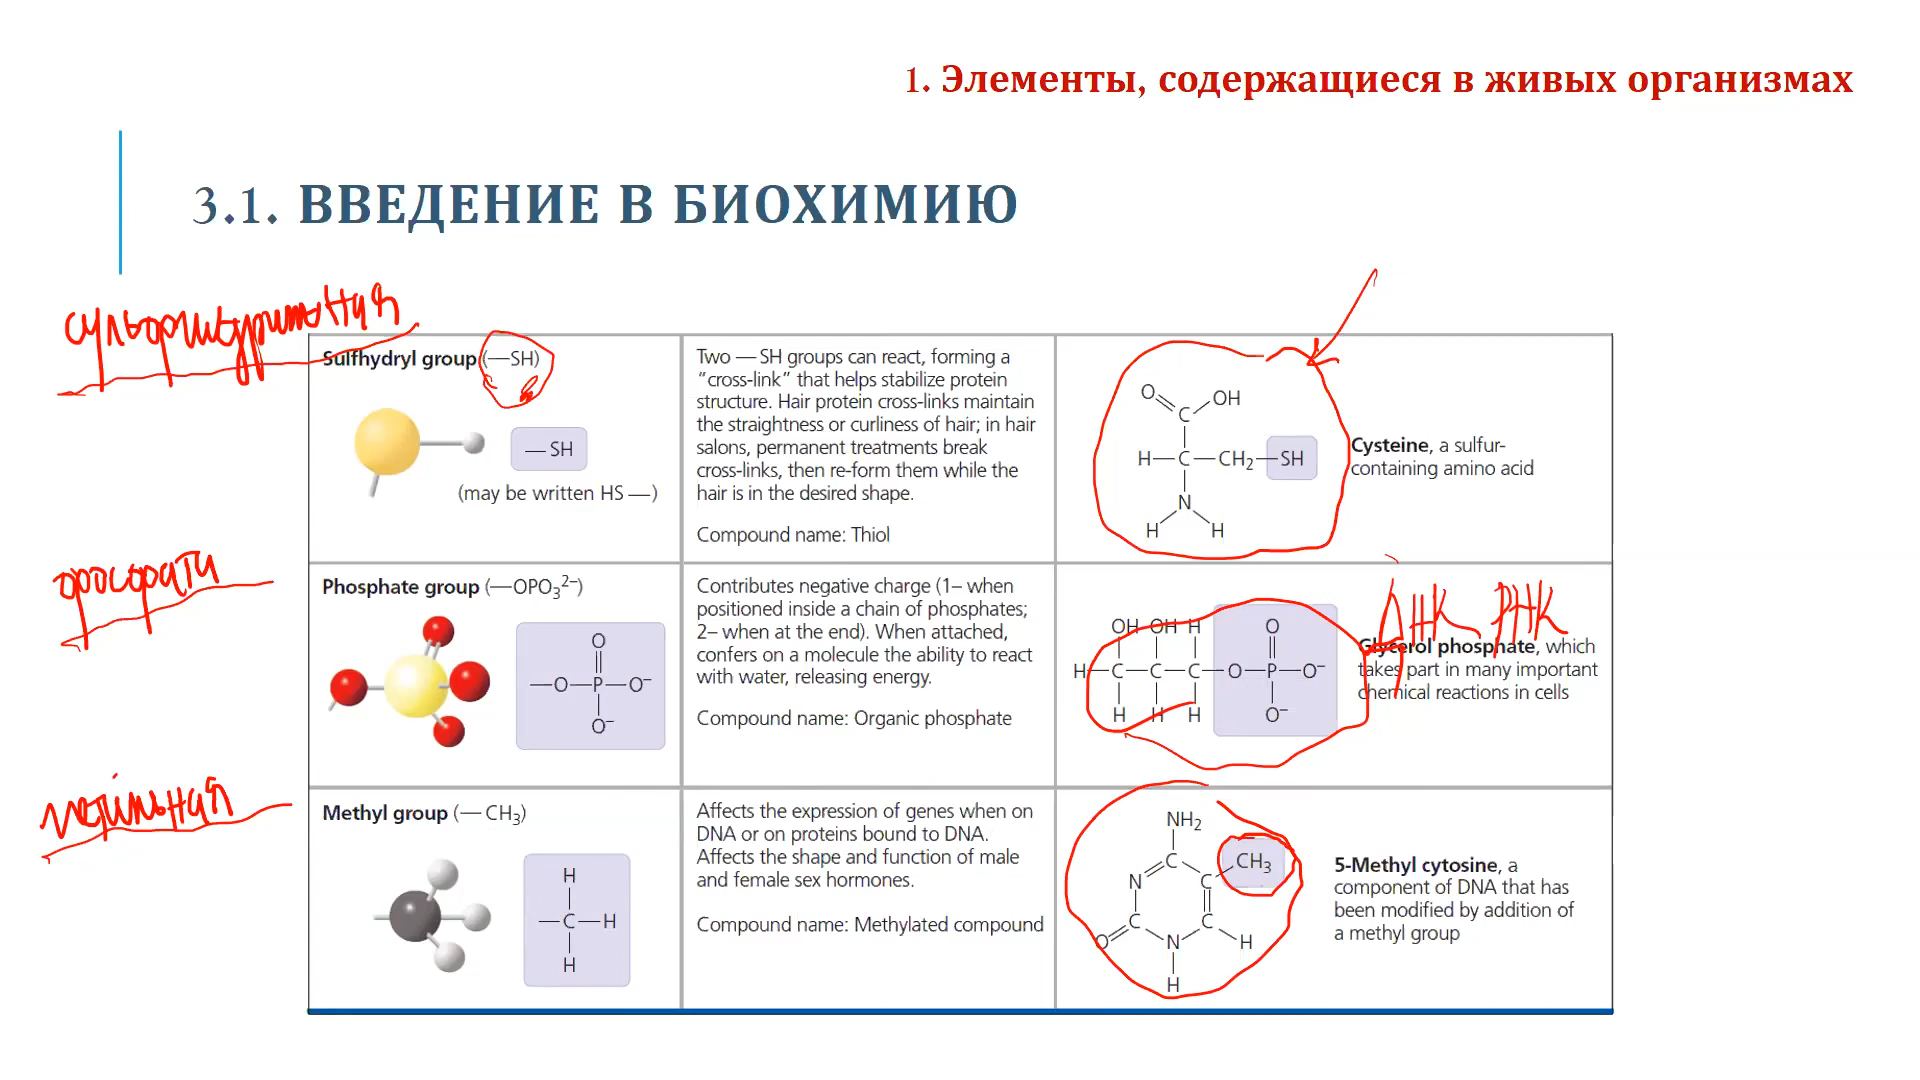 1. Элементы, содержащиеся в живых организмах
3.1. ВВЕДЕНИЕ В БИОХИМИЮ
сульфгидрильная
Sulfhydryl group (—SH)
— SH
(may be written HS —)
Two — SH groups can react, forming a
"cross-link" that helps stabilize protein
structure. Hair protein cross-links maintain
the straightness or curliness of hair; in hair
salons, permanent treatments break
cross-links, then re-form them while the
hair is in the desired shape.
Compound name: Thiol
O OH
C
H—C—CH2—SH
N
H H
Cysteine, a sulfur-
containing amino acid
Phosphate group (—OPO3 2–)
O
—O—P—O–
O–
Contributes negative charge (1– when
positioned inside a chain of phosphates;
2– when at the end). When attached,
confers on a molecule the ability to react
with water, releasing energy.
Compound name: Organic phosphate
ДНК РНК
OH OH H O
H—C—C—C—O—P—O–
H H H O–
Glycerol phosphate, which
takes part in many important
chemical reactions in cells
метильная
Methyl group (— CH3)
H
—C—H
H
Affects the expression of genes when on
DNA or on proteins bound to DNA.
Affects the shape and function of male
and female sex hormones.
Compound name: Methylated compound
NH2
C CH3
N C
C C
O N H
H
5-Methyl cytosine, a
component of DNA that has
been modified by addition of
a methyl group